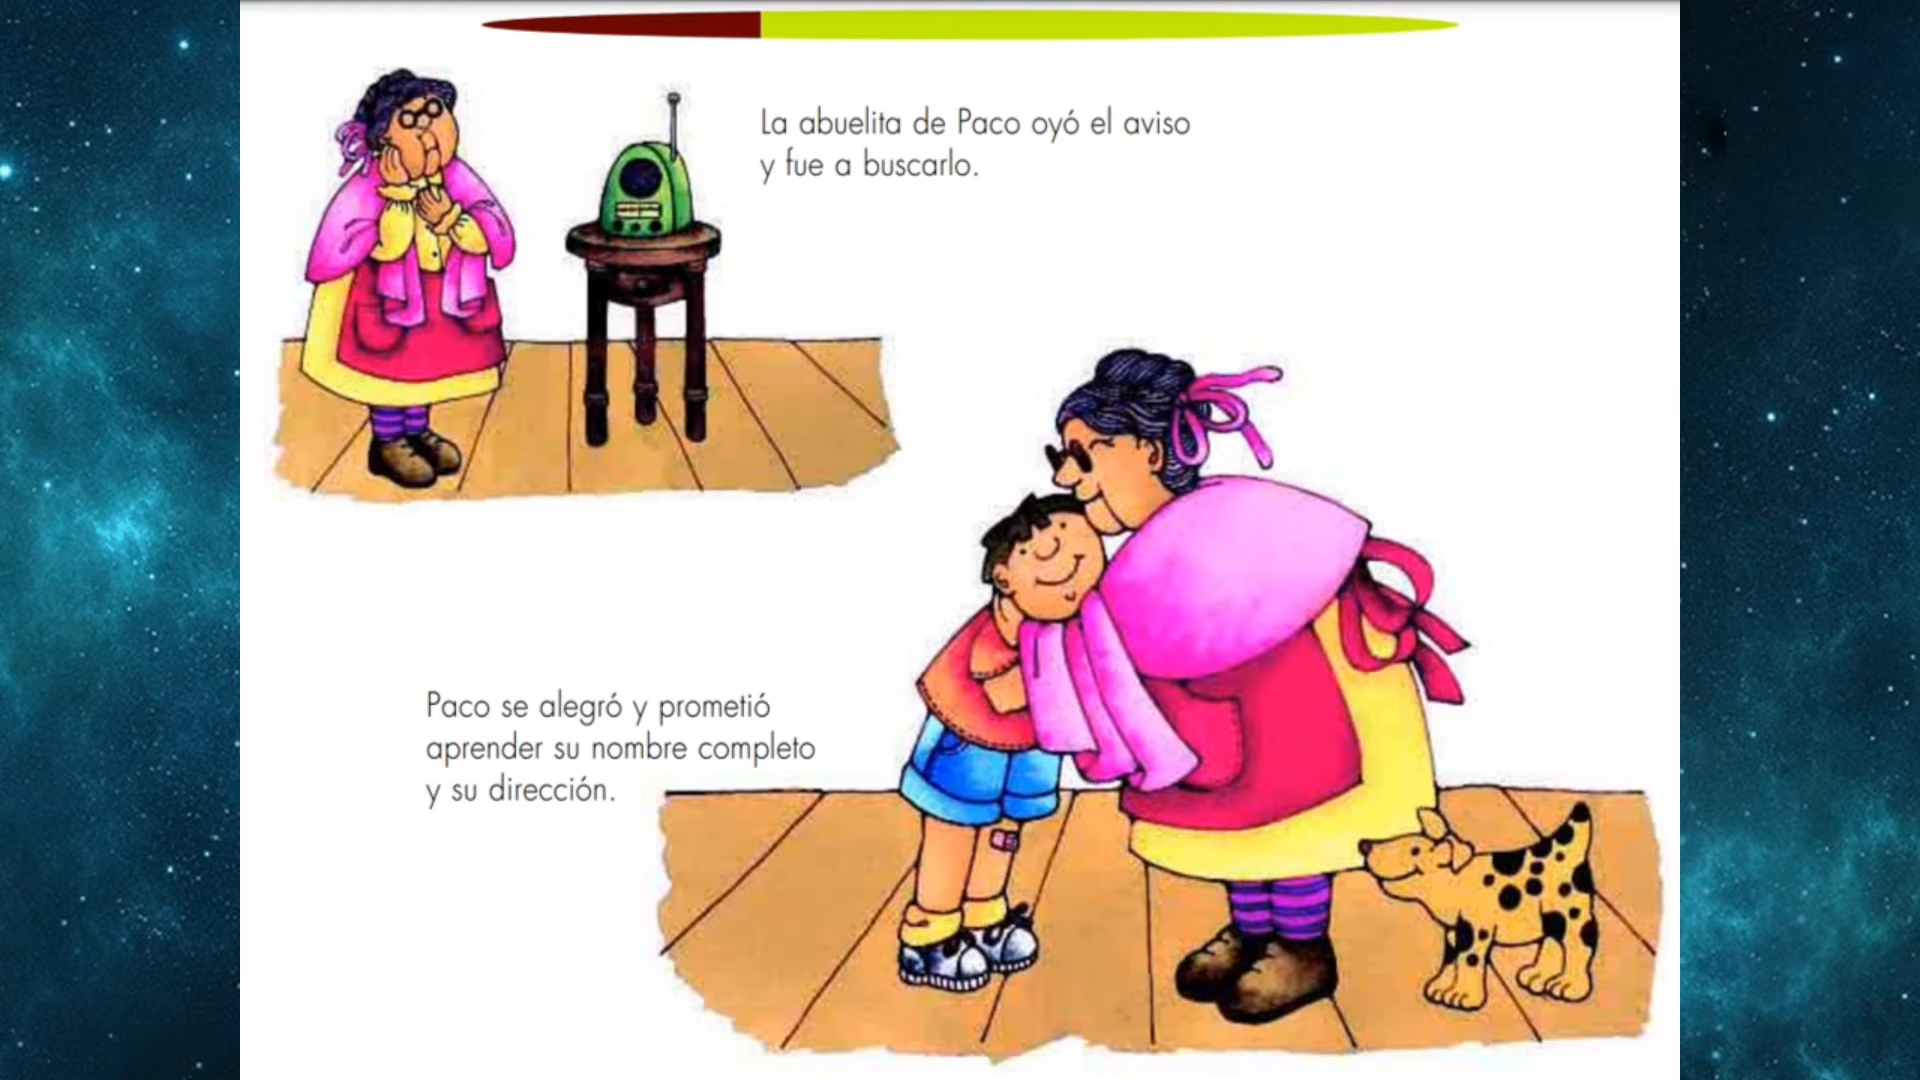 La abuelita de Paco oyó el aviso
y fue a buscarlo.
Paco se alegró y prometió
aprender su nombre completo
y su dirección.